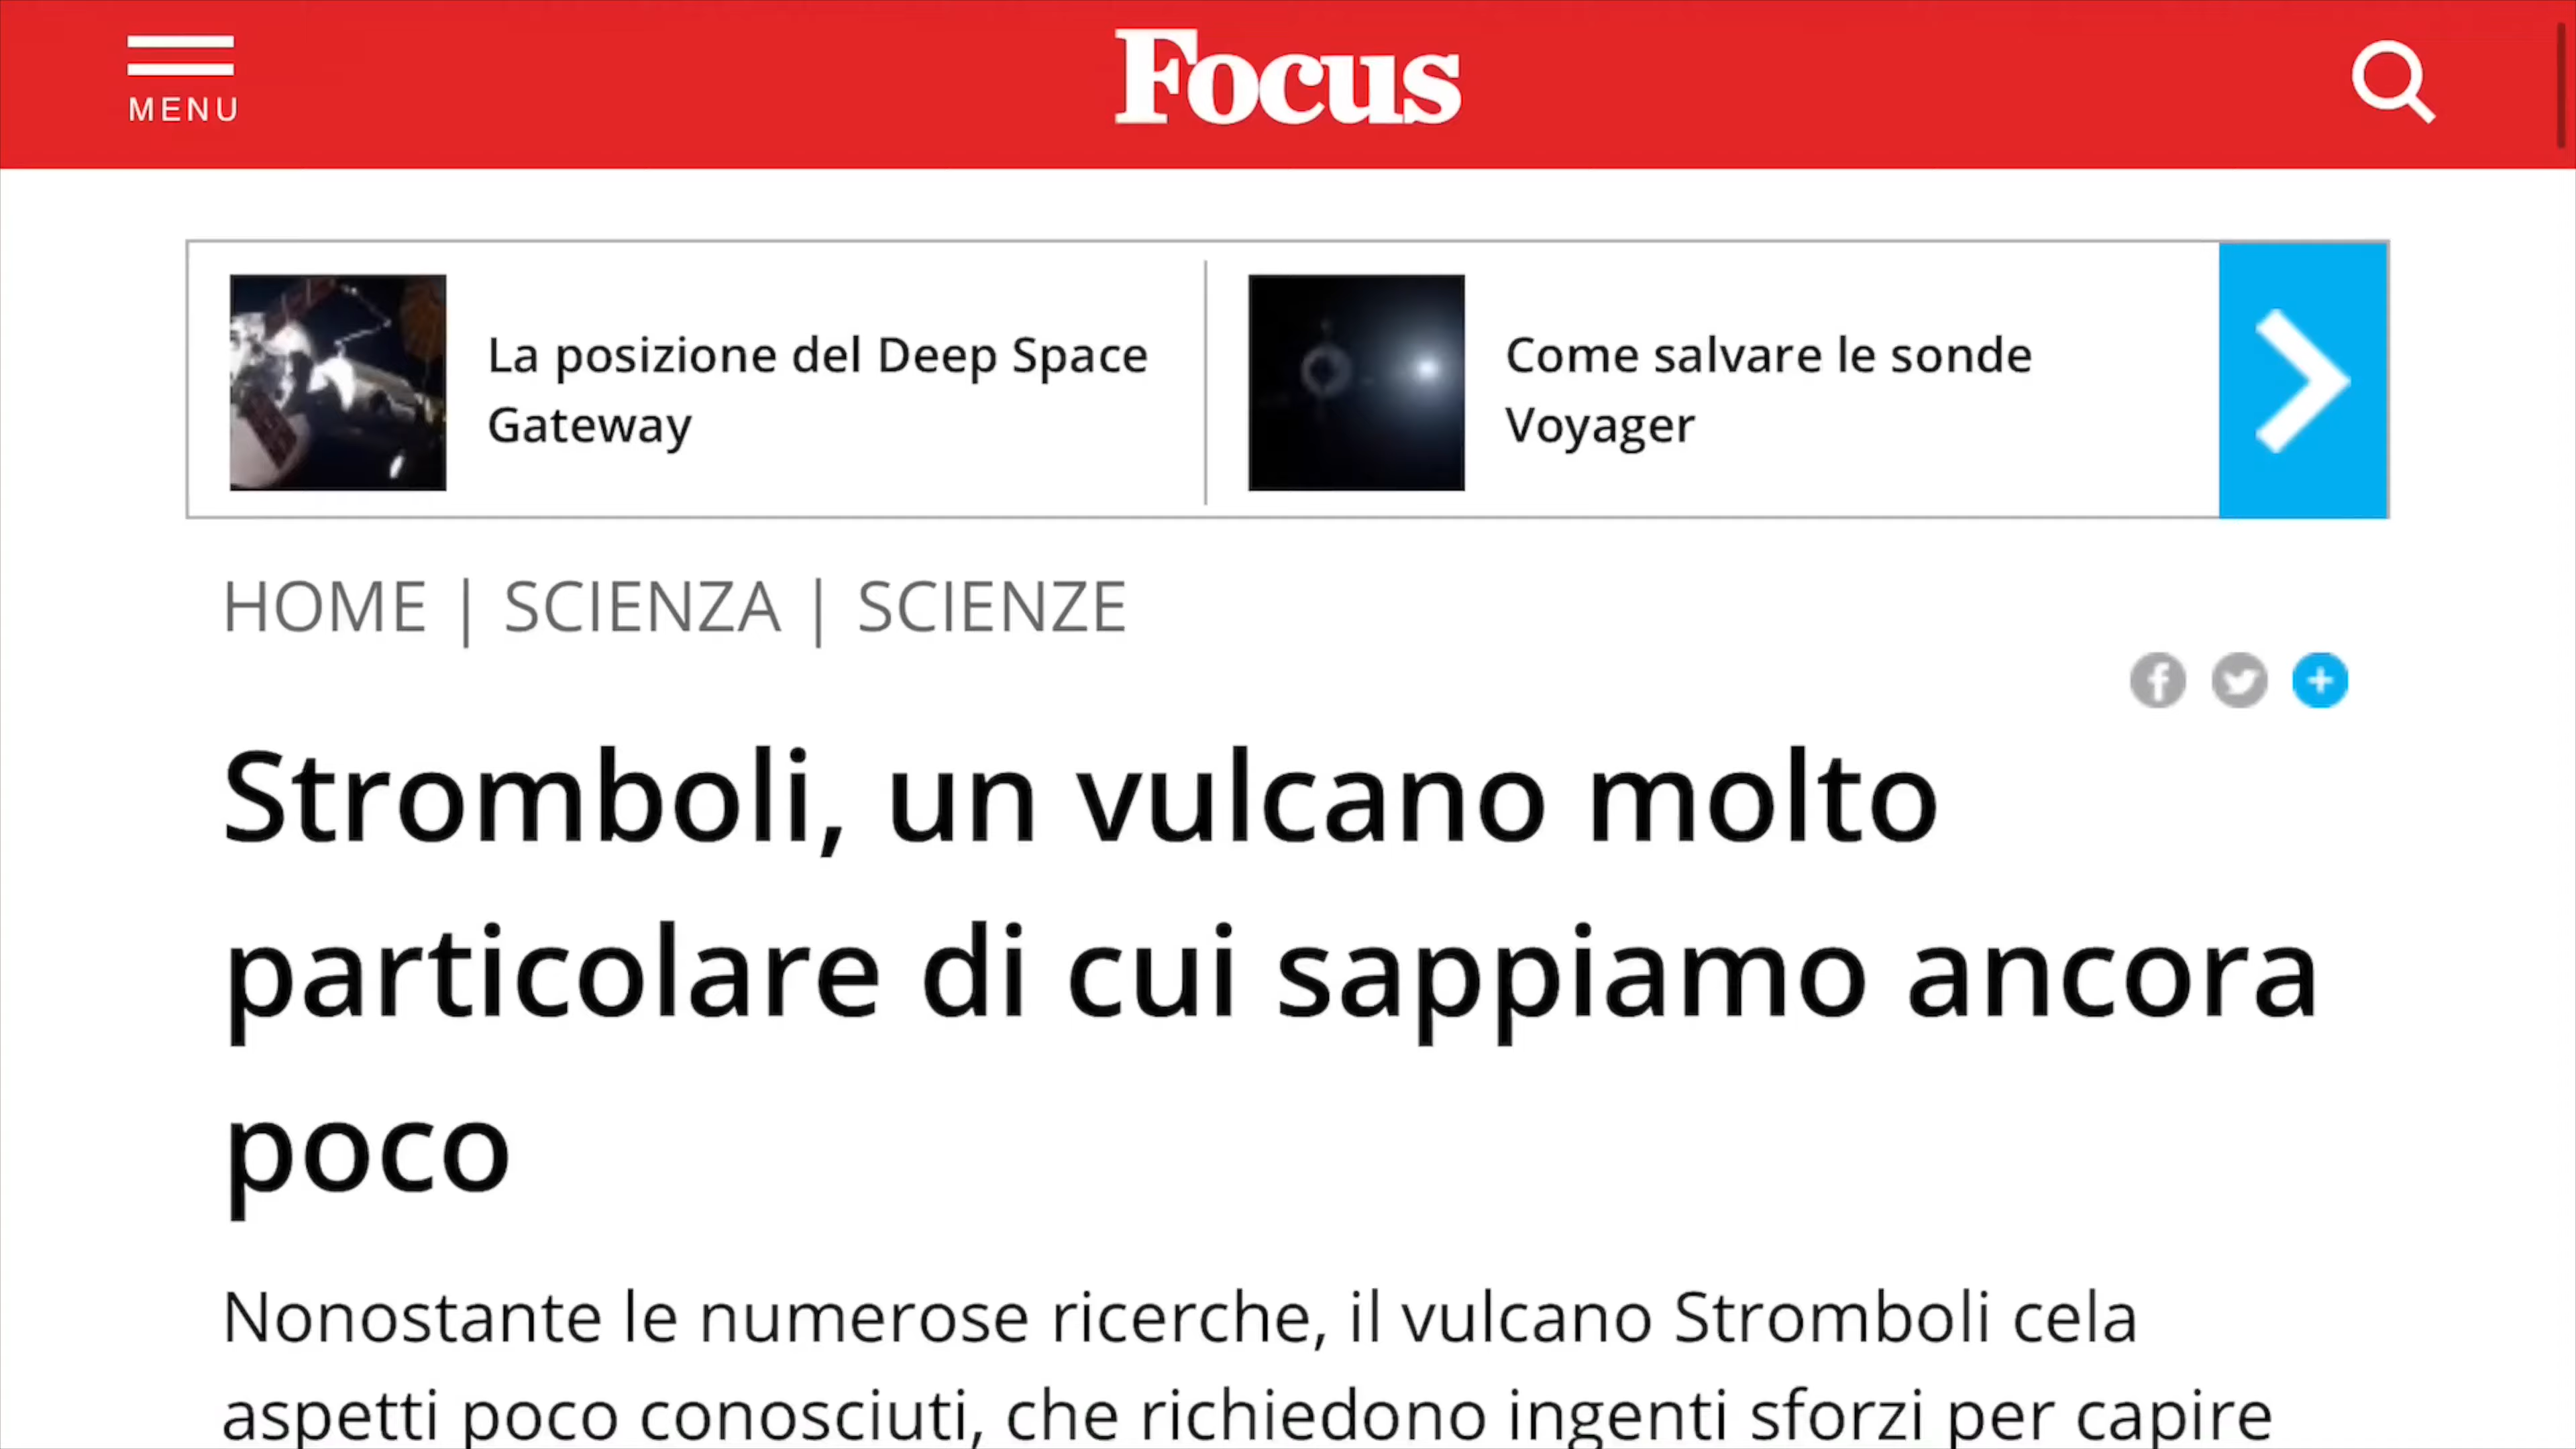 MENU
Focus
La posizione del Deep Space
Gateway
Come salvare le sonde
Voyager
HOME | SCIENZA | SCIENZE
Stromboli, un vulcano molto
particolare di cui sappiamo ancora
poco
Nonostante le numerose ricerche, il vulcano Stromboli cela
aspetti poco conosciuti, che richiedono ingenti sforzi per capire